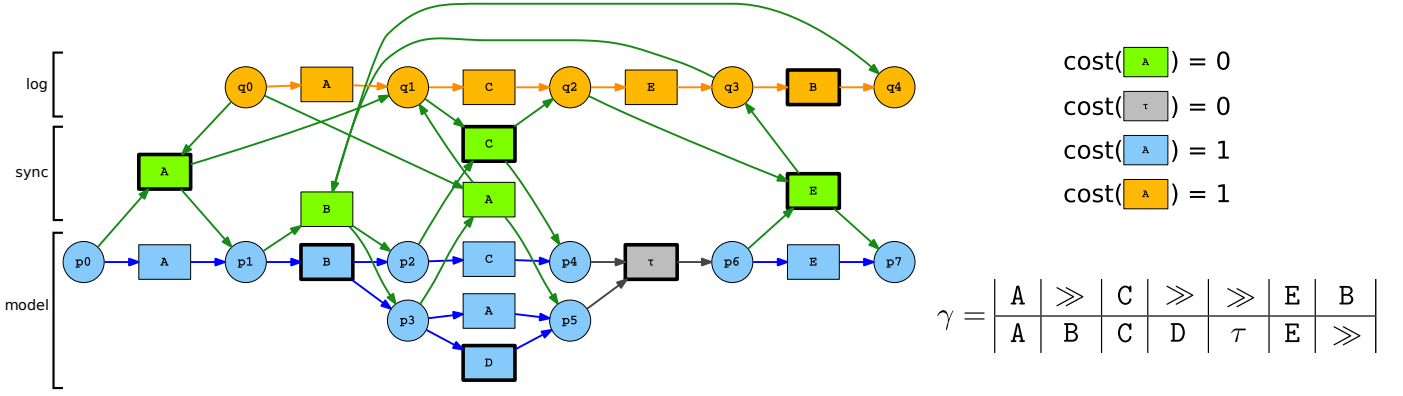 log
q0 A q1 C q2 E q3 B q4
sync
A
C
B
A
E
model
p0 A p1 B p2 C p4 τ p6 E p7
p3 A p5
D
cost( A ) = 0
cost( τ ) = 0
cost( A ) = 1
cost( A ) = 1
γ = | A | ≫ | C | ≫ | ≫ | E | B |
| A | B | C | D | τ | E | ≫ |